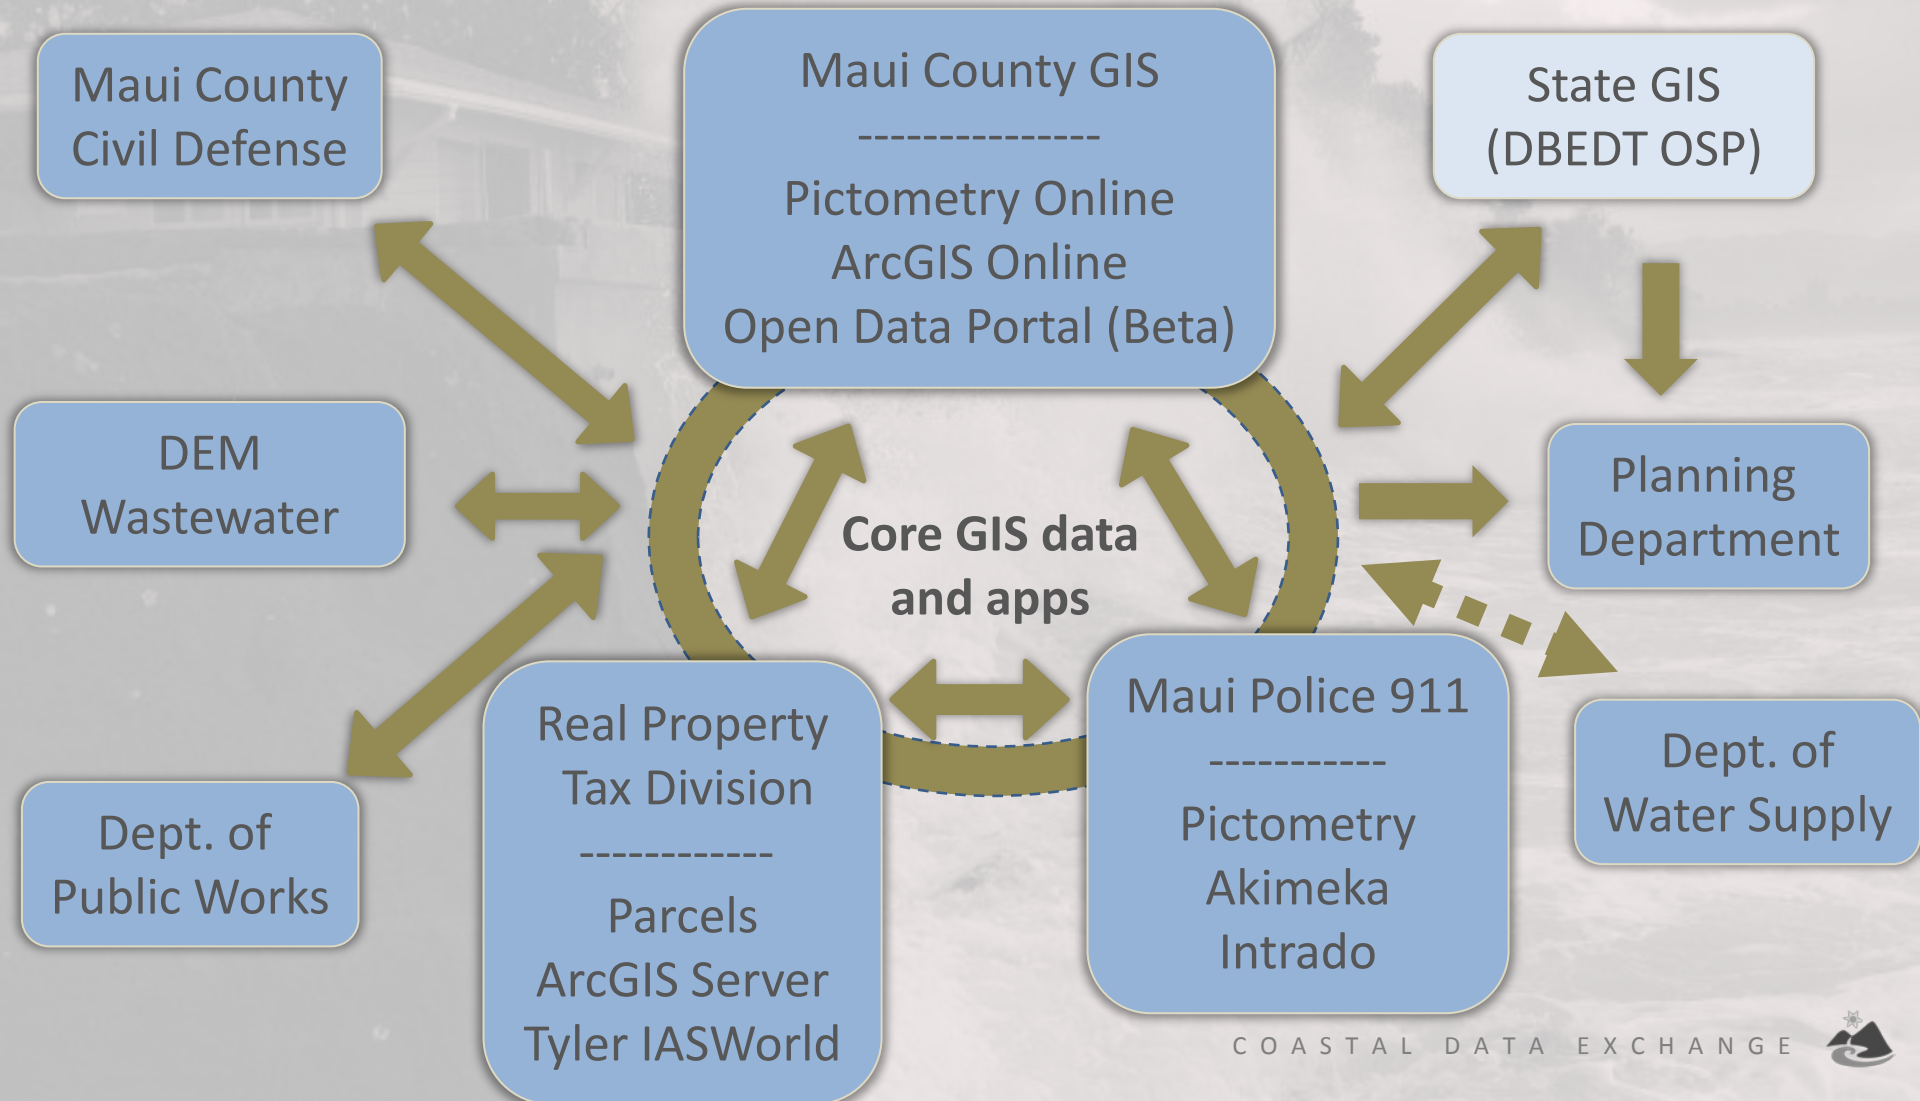 Maui County
Civil Defense
Maui County GIS
---------------
Pictometry Online
ArcGIS Online
Open Data Portal (Beta)
State GIS
(DBEDT OSP)
DEM
Wastewater
Core GIS data
and apps
Planning
Department
Dept. of
Public Works
Real Property
Tax Division
------------
Parcels
ArcGIS Server
Tyler IASWorld
Maui Police 911
-----------
Pictometry
Akimeka
Intrado
Dept. of
Water Supply
COASTAL DATA EXCHANGE